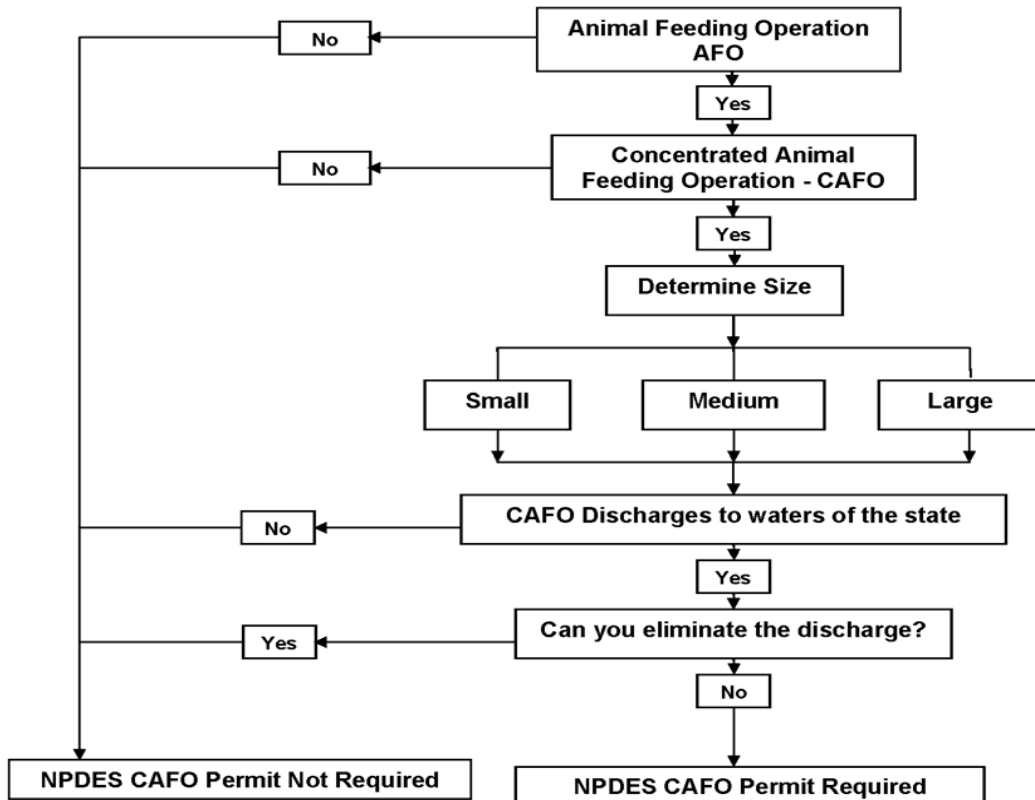 No
Animal Feeding Operation
AFO
Yes
No
Concentrated Animal
Feeding Operation - CAFO
Yes
Determine Size
Small
Medium
Large
CAFO Discharges to waters of the state
No
Yes
Can you eliminate the discharge?
Yes
No
NPDES CAFO Permit Not Required
NPDES CAFO Permit Required